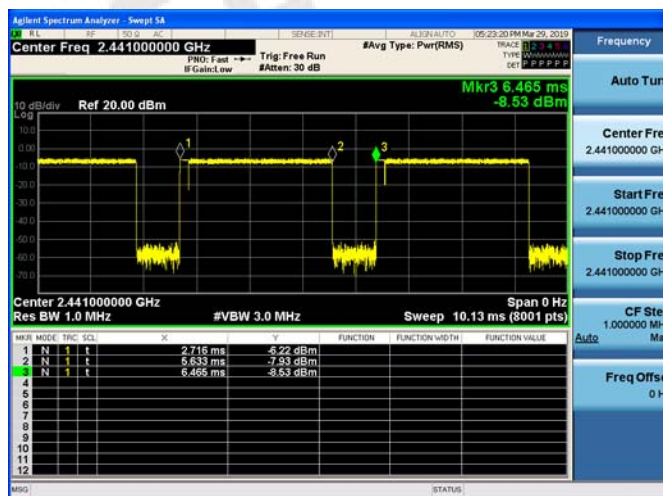 Agilent Spectrum Analyzer - Swept SA
RL RF 50 Ω AC SENSE:INT ALIGN AUTO 05:23:20 PM Mar 29, 2019
Center Freq 2.441000000 GHz
PNO: Fast
IFGain:Low
Trig: Free Run
#Atten: 30 dB
#Avg Type: Pwr(RMS)
TRACE 1 2 3 4 5 6
TYPE
DET P P P P P P
Mkr3 6.465 ms
-8.53 dBm
10 dB/div Ref 20.00 dBm
Log
10.0
0.00
-10.0
-20.0
-30.0
-40.0
-50.0
-60.0
-70.0
1
2
3
Center 2.441000000 GHz Span 0 Hz
Res BW 1.0 MHz #VBW 3.0 MHz Sweep 10.13 ms (8001 pts)
MKR MODE TRC SCL X Y FUNCTION FUNCTION WIDTH FUNCTION VALUE
1 N 1 t 2.716 ms -6.22 dBm
2 N 1 t 5.633 ms -7.93 dBm
3 N 1 t 6.465 ms -8.53 dBm
4
5
6
7
8
9
10
11
12
MSG STATUS
Frequency
Auto Tun
Center Fre
2.441000000 GH
Start Fre
2.441000000 GH
Stop Fre
2.441000000 GH
CF Ste
1.000000 MH
Auto Ma
Freq Offse
0 H